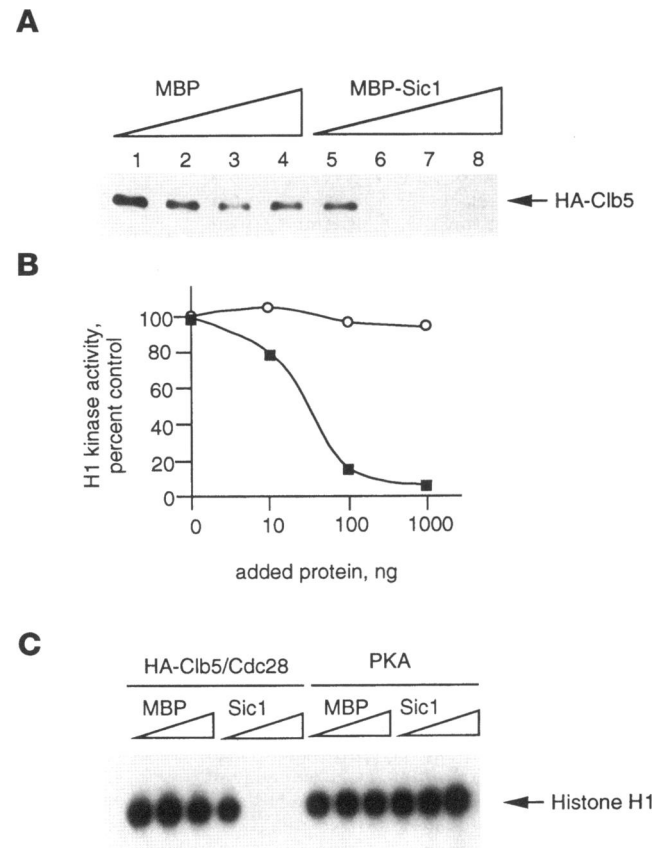 A
MBP MBP-Sic1
1 2 3 4 5 6 7 8
HA-Clb5
B
H1 kinase activity,
percent control
100
80
60
40
20
0
0 10 100 1000
added protein, ng
C
HA-Clb5/Cdc28 PKA
MBP Sic1 MBP Sic1
Histone H1